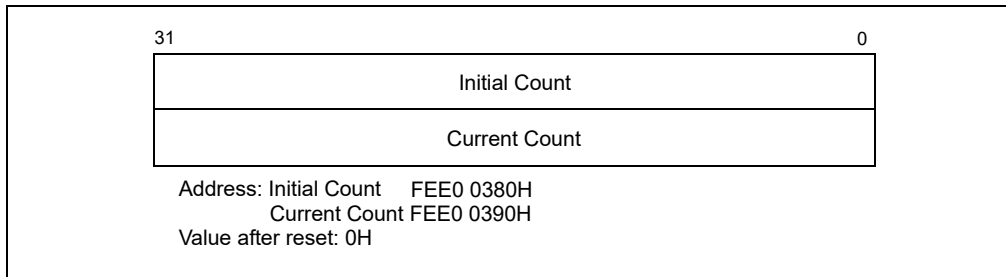 31 0
Initial Count
Current Count
Address: Initial Count FEE0 0380H
Current Count FEE0 0390H
Value after reset: 0H